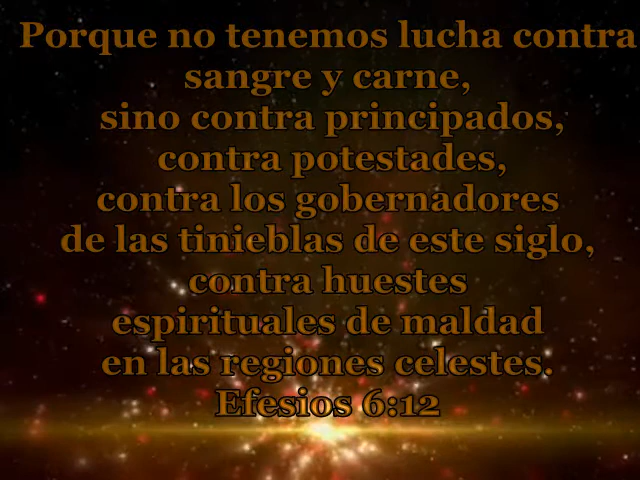 Porque no tenemos lucha contra
sangre y carne,
sino contra principados,
contra potestades,
contra los gobernadores
de las tinieblas de este siglo,
contra huestes
espirituales de maldad
en las regiones celestes.
Efesios 6:12